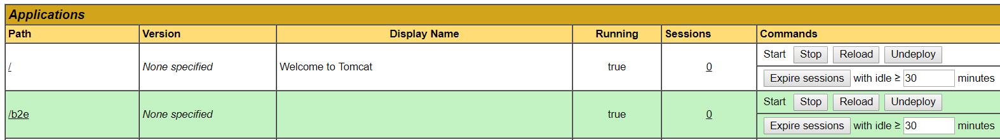 Applications
Path Version Display Name Running Sessions Commands
/ None specified Welcome to Tomcat true 0 Start Stop Reload Undeploy
Expire sessions with idle ≥ 30 minutes
/b2e None specified true 0 Start Stop Reload Undeploy
Expire sessions with idle ≥ 30 minutes